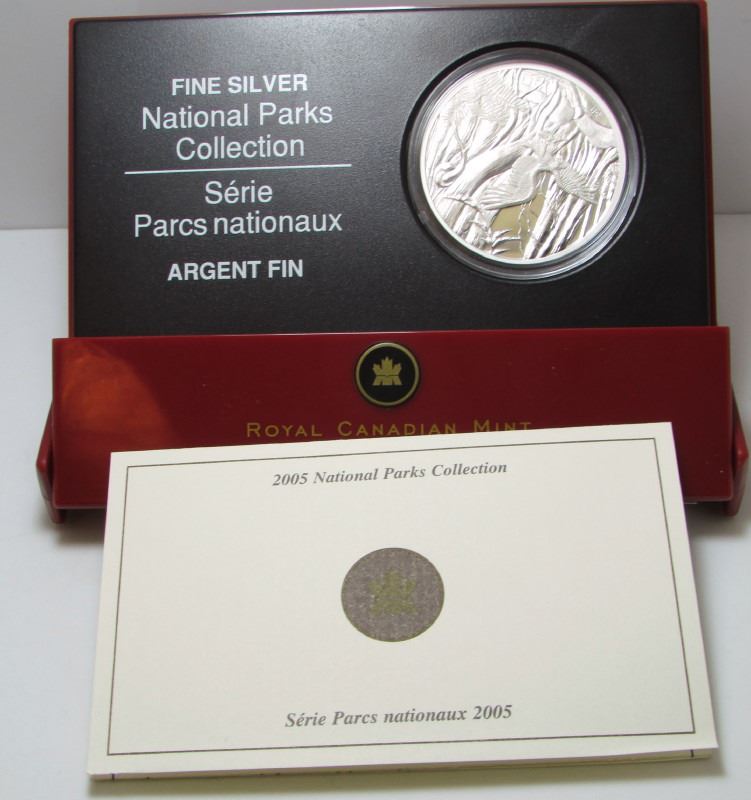 FINE SILVER
National Parks
Collection
Série
Parcs nationaux
ARGENT FIN
ROYAL CANADIAN MINT
2005 National Parks Collection
Série Parcs nationaux 2005